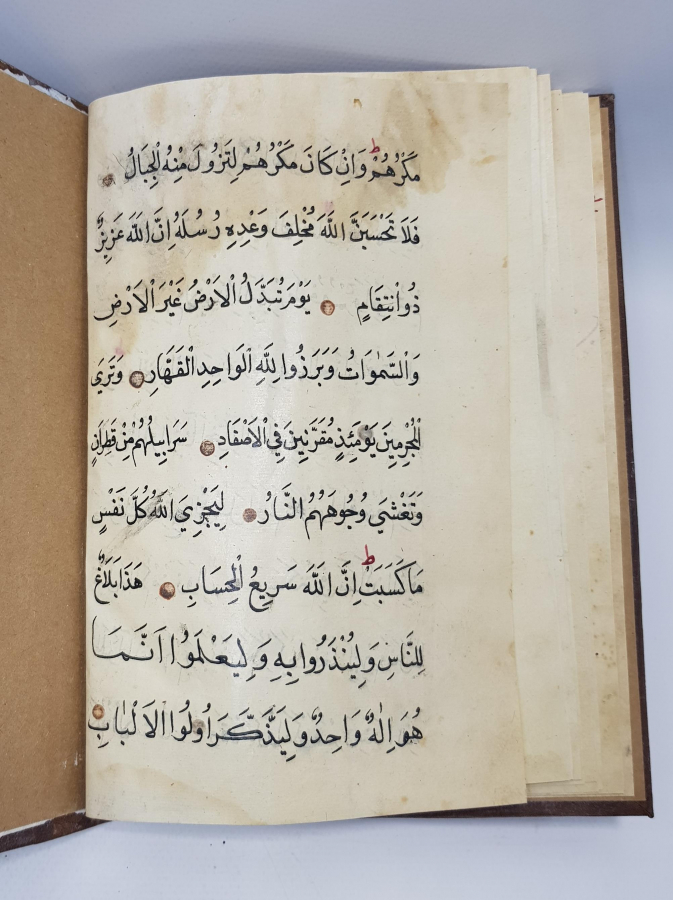 مَكْرُهُمْ ط وَاِنْ كَانَ مَكْرُهُمْ لِتَزُولَ مِنْهُ الْجِبَالُ
فَلَا تَحْسَبَنَّ اللّٰهَ مُخْلِفَ وَعْدِهِ رُسُلَهُ اِنَّ اللّٰهَ عَزِيزٌ
ذُو انْتِقَامٍ يَوْمَ تُبَدَّلُ الْاَرْضُ غَيْرَ الْاَرْضِ
وَالسَّمٰوَاتُ وَبَرَزُوا لِلّٰهِ الْوَاحِدِ الْقَهَّارِ وَتَرَي
الْمُجْرِمِينَ يَوْمَئِذٍ مُقَرَّنِينَ فِي الْاَصْفَادِ سَرَابِيلُهُمْ مِنْ قَطِرَانٍ
وَتَغْشَي وُجُوهَهُمُ النَّارُ لِيَجْزِيَ اللّٰهُ كُلَّ نَفْسٍ
مَا كَسَبَتْ ط اِنَّ اللّٰهَ سَرِيعُ الْحِسَابِ هَذَا بَلَاغٌ
لِلنَّاسِ وَلِيُنْذَرُوا بِهِ وَلِيَعْلَمُوا اَنَّمَا
هُوَ اِلٰهٌ وَاحِدٌ وَلِيَذَّكَّرَ اُولُوا الْاَلْبَابِ